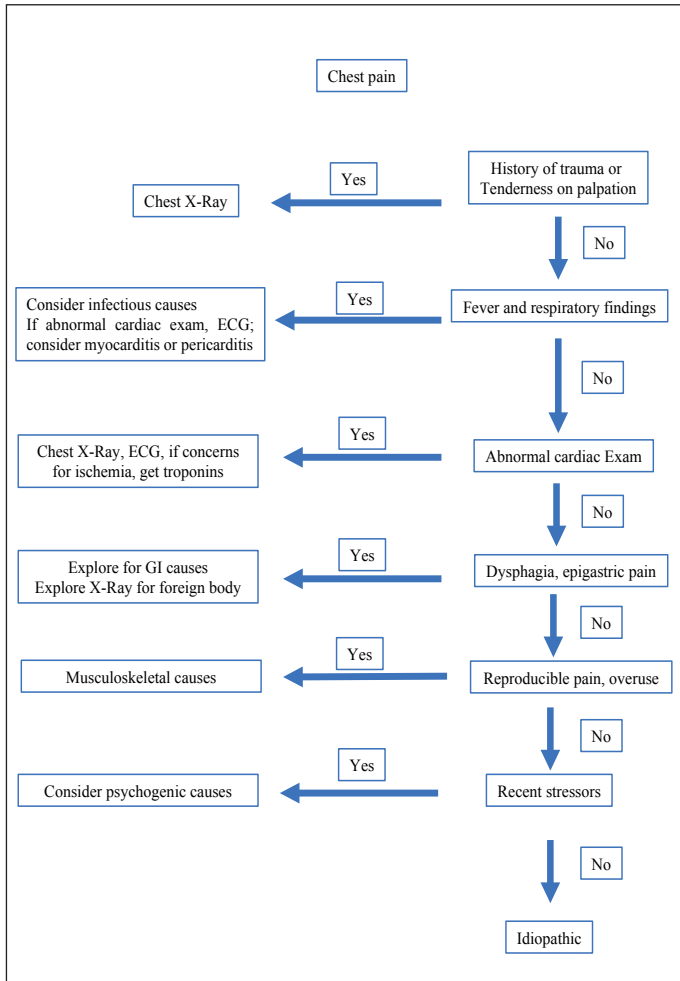 Chest pain
History of trauma or
Tenderness on palpation
Yes
Chest X-Ray
No
Fever and respiratory findings
Yes
Consider infectious causes
If abnormal cardiac exam, ECG;
consider myocarditis or pericarditis
No
Abnormal cardiac Exam
Yes
Chest X-Ray, ECG, if concerns
for ischemia, get troponins
No
Dysphagia, epigastric pain
Yes
Explore for GI causes
Explore X-Ray for foreign body
No
Reproducible pain, overuse
Yes
Musculoskeletal causes
No
Recent stressors
Yes
Consider psychogenic causes
No
Idiopathic